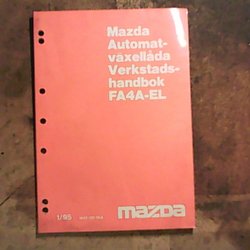 Mazda
Automat-
växellåda
Verkstads-
handbok
FA4A-EL
1/95
mazda